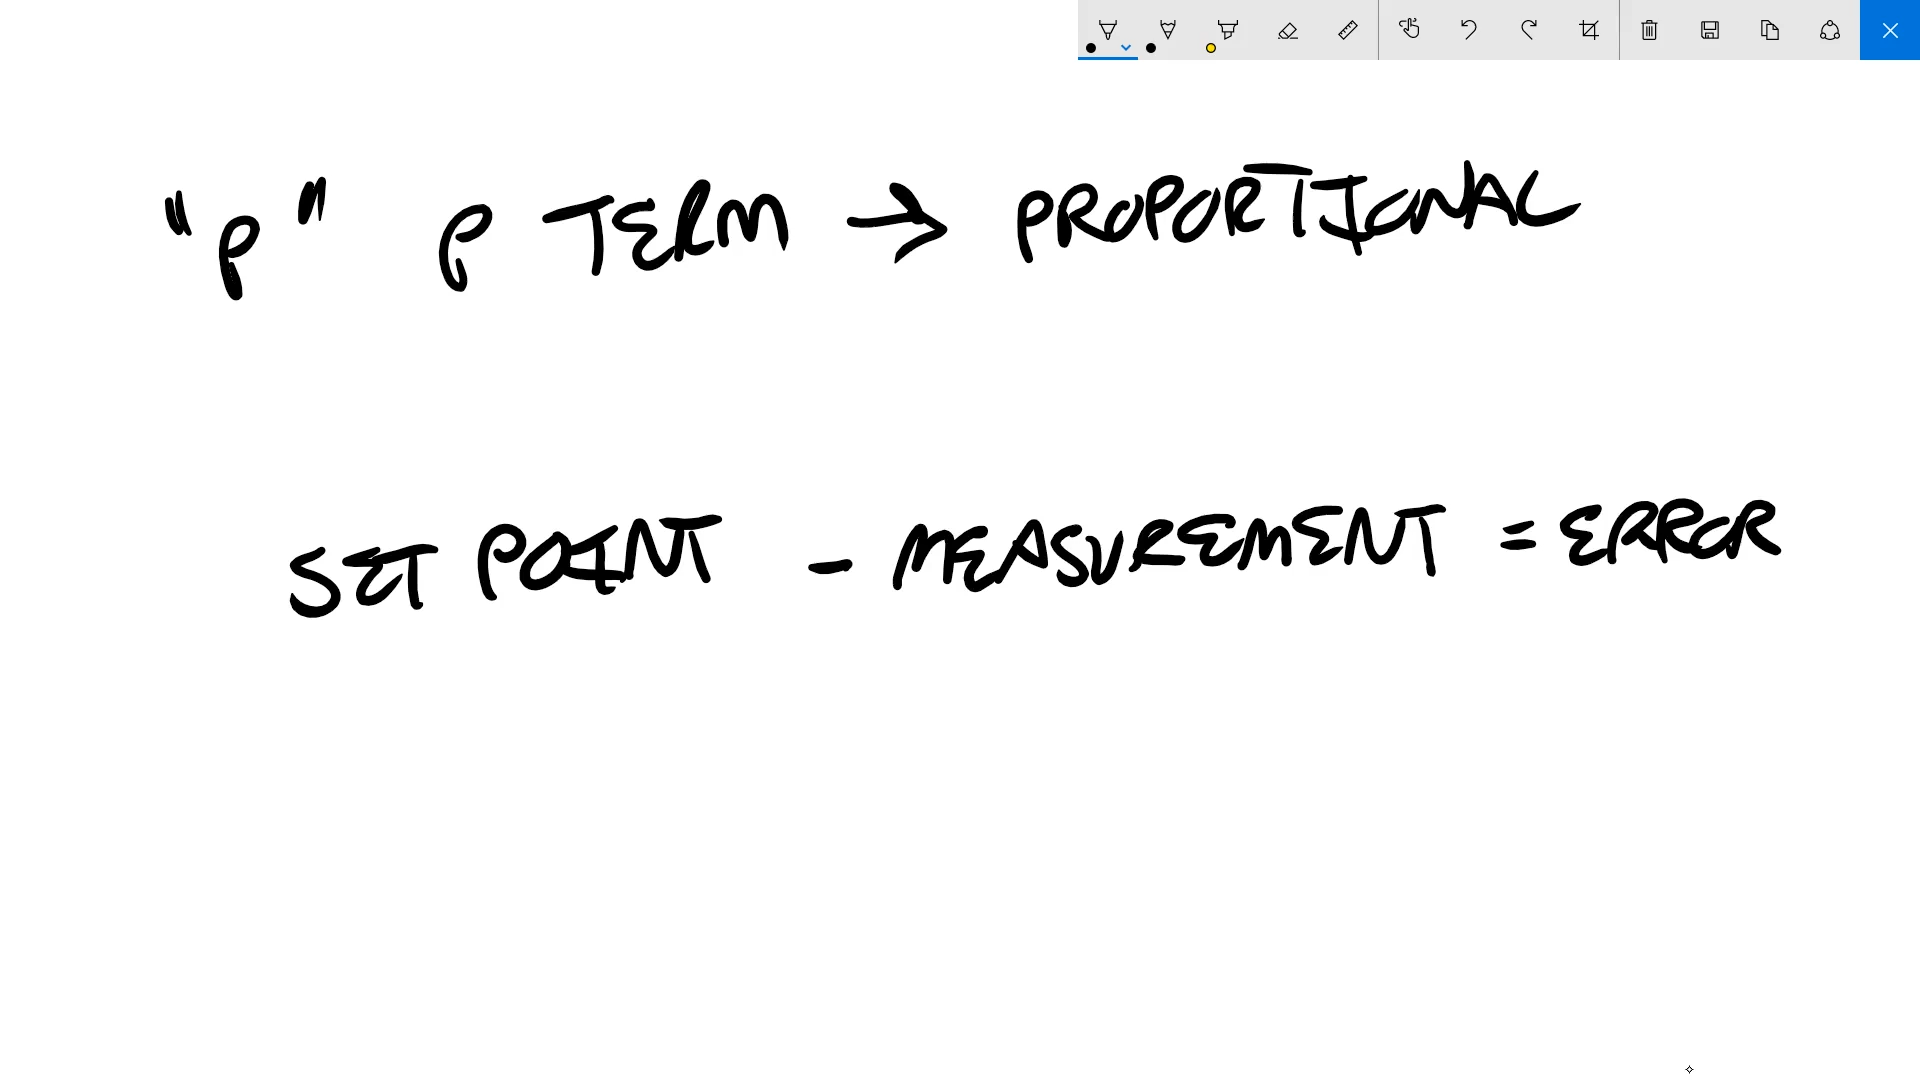 "P" P TERM → PROPORTIONAL
SET POINT - MEASUREMENT = ERROR